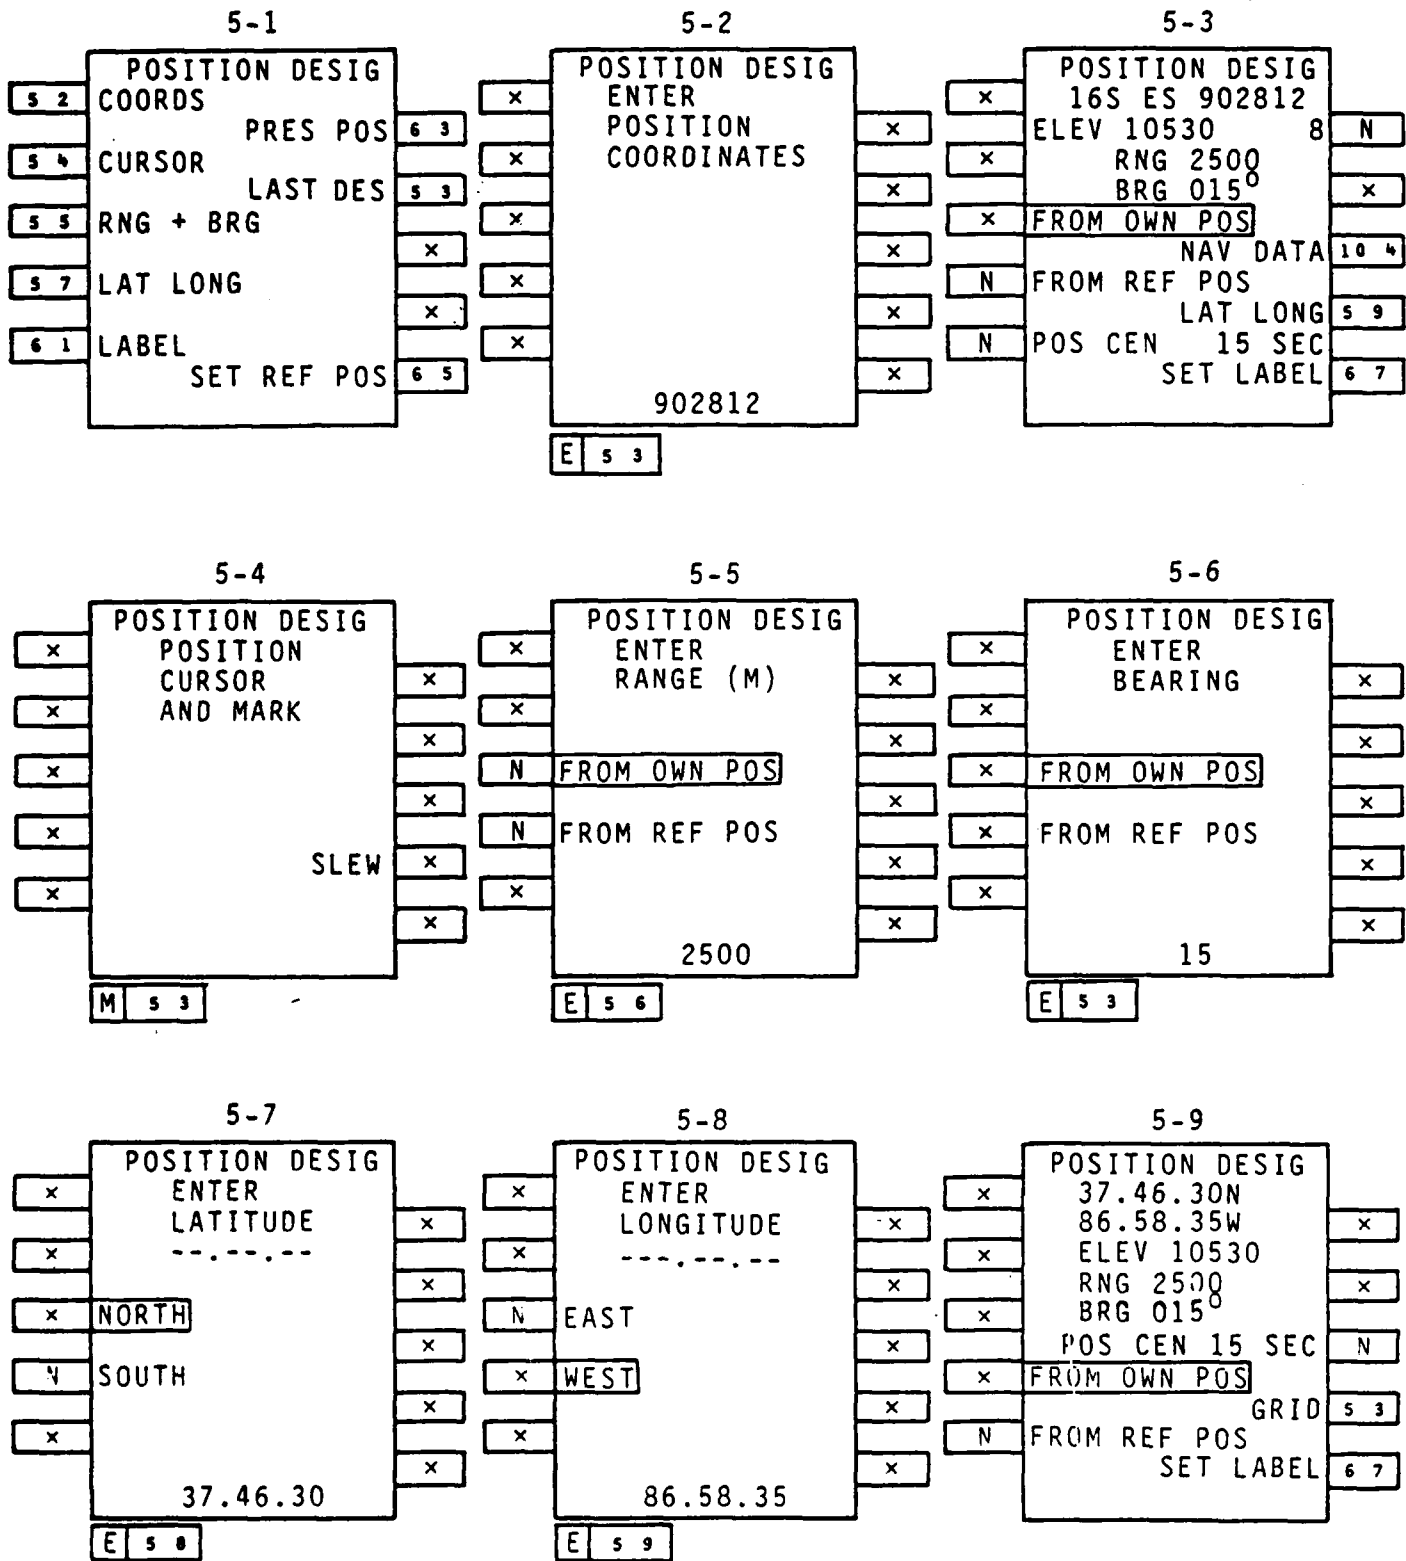 5-1
POSITION DESIG
5 2 COORDS
PRES POS 6 3
5 4 CURSOR
LAST DES 5 3
5 5 RNG + BRG
×
5 7 LAT LONG
×
6 1 LABEL
SET REF POS 6 5
5-2
POSITION DESIG
× ENTER
POSITION ×
× COORDINATES
×
×
×
×
×
×
×
902812
E 5 3
5-3
POSITION DESIG
× 16S ES 902812
ELEV 10530 8 N
× RNG 2500
BRG 015° ×
× FROM OWN POS
NAV DATA 10 4
N FROM REF POS
LAT LONG 5 9
N POS CEN 15 SEC
SET LABEL 6 7
5-4
POSITION DESIG
× POSITION
CURSOR ×
× AND MARK
×
×
×
×
SLEW ×
×
×
M 5 3
5-5
POSITION DESIG
× ENTER
RANGE (M) ×
×
×
N FROM OWN POS
×
N FROM REF POS
×
×
×
2500
E 5 6
5-6
POSITION DESIG
× ENTER
BEARING ×
×
×
× FROM OWN POS
×
× FROM REF POS
×
×
×
15
E 5 3
5-7
POSITION DESIG
× ENTER
LATITUDE ×
× --.--.--
×
× NORTH
×
N SOUTH
×
×
×
37.46.30
E 5 8
5-8
POSITION DESIG
× ENTER
LONGITUDE ×
× ---.--.--
×
N EAST
×
× WEST
×
×
×
86.58.35
E 5 9
5-9
POSITION DESIG
× 37.46.30N
86.58.35W ×
× ELEV 10530
RNG 2500 ×
× BRG 015°
POS CEN 15 SEC N
× FROM OWN POS
GRID 5 3
N FROM REF POS
SET LABEL 6 7